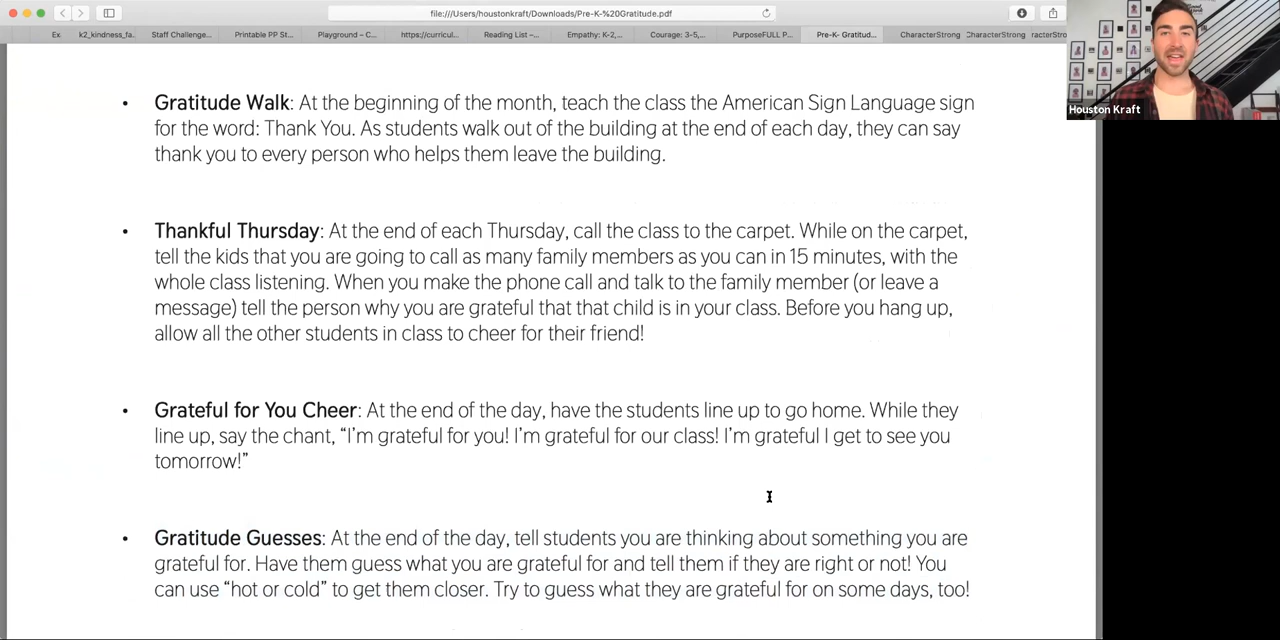 file:///Users/houstonkraft/Downloads/Pre-K-%20Gratitude.pdf
Ex k2_kindness_fa.. Staff Challenge... Printable PP St... Playground – C... https://curricul... Reading List –... Empathy: K-2,... Courage: 3-5,... PurposeFULL P... Pre-K- Gratitud... CharacterStrong CharacterStrong racterStro
Houston Kraft
• Gratitude Walk: At the beginning of the month, teach the class the American Sign Language sign
for the word: Thank You. As students walk out of the building at the end of each day, they can say
thank you to every person who helps them leave the building.
• Thankful Thursday: At the end of each Thursday, call the class to the carpet. While on the carpet,
tell the kids that you are going to call as many family members as you can in 15 minutes, with the
whole class listening. When you make the phone call and talk to the family member (or leave a
message) tell the person why you are grateful that that child is in your class. Before you hang up,
allow all the other students in class to cheer for their friend!
• Grateful for You Cheer: At the end of the day, have the students line up to go home. While they
line up, say the chant, “I’m grateful for you! I’m grateful for our class! I’m grateful I get to see you
tomorrow!”
• Gratitude Guesses: At the end of the day, tell students you are thinking about something you are
grateful for. Have them guess what you are grateful for and tell them if they are right or not! You
can use “hot or cold” to get them closer. Try to guess what they are grateful for on some days, too!